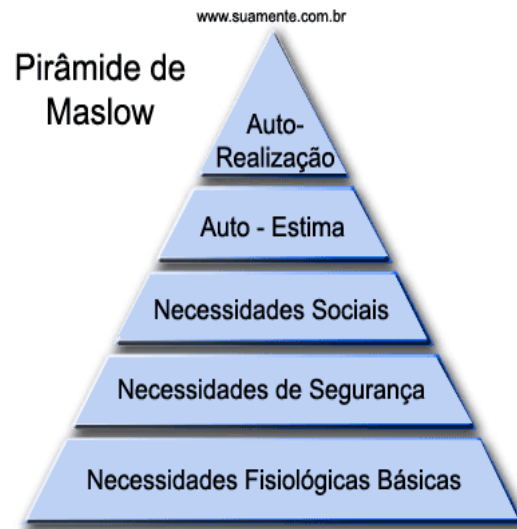 www.suamente.com.br
Pirâmide de
Maslow
Auto-
Realização
Auto - Estima
Necessidades Sociais
Necessidades de Segurança
Necessidades Fisiológicas Básicas